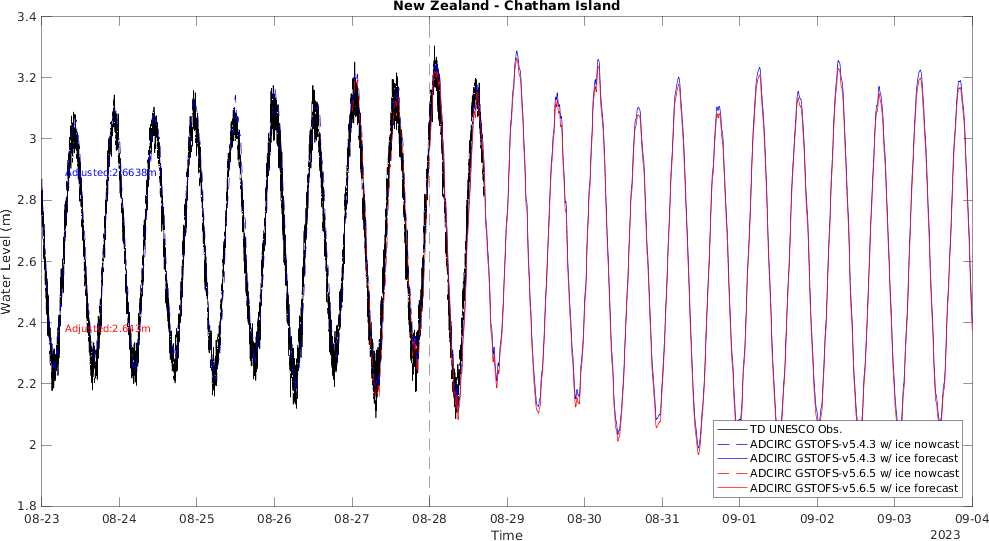 New Zealand - Chatham Island
3.4
3.2
3
2.8
2.6
2.4
2.2
2
1.8
Water Level (m)
Adjusted:2.6638m
Adjusted:2.643m
TD UNESCO Obs.
ADCIRC GSTOFS-v5.4.3 w/ ice nowcast
ADCIRC GSTOFS-v5.4.3 w/ ice forecast
ADCIRC GSTOFS-v5.6.5 w/ ice nowcast
ADCIRC GSTOFS-v5.6.5 w/ ice forecast
08-23 08-24 08-25 08-26 08-27 08-28 08-29 08-30 08-31 09-01 09-02 09-03 09-04
Time
2023